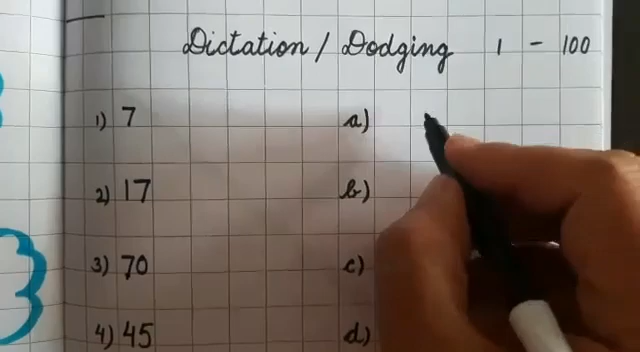 Dictation / Dodging 1 - 100
1) 7 a)
2) 17 b)
3) 70 c)
4) 45 d)